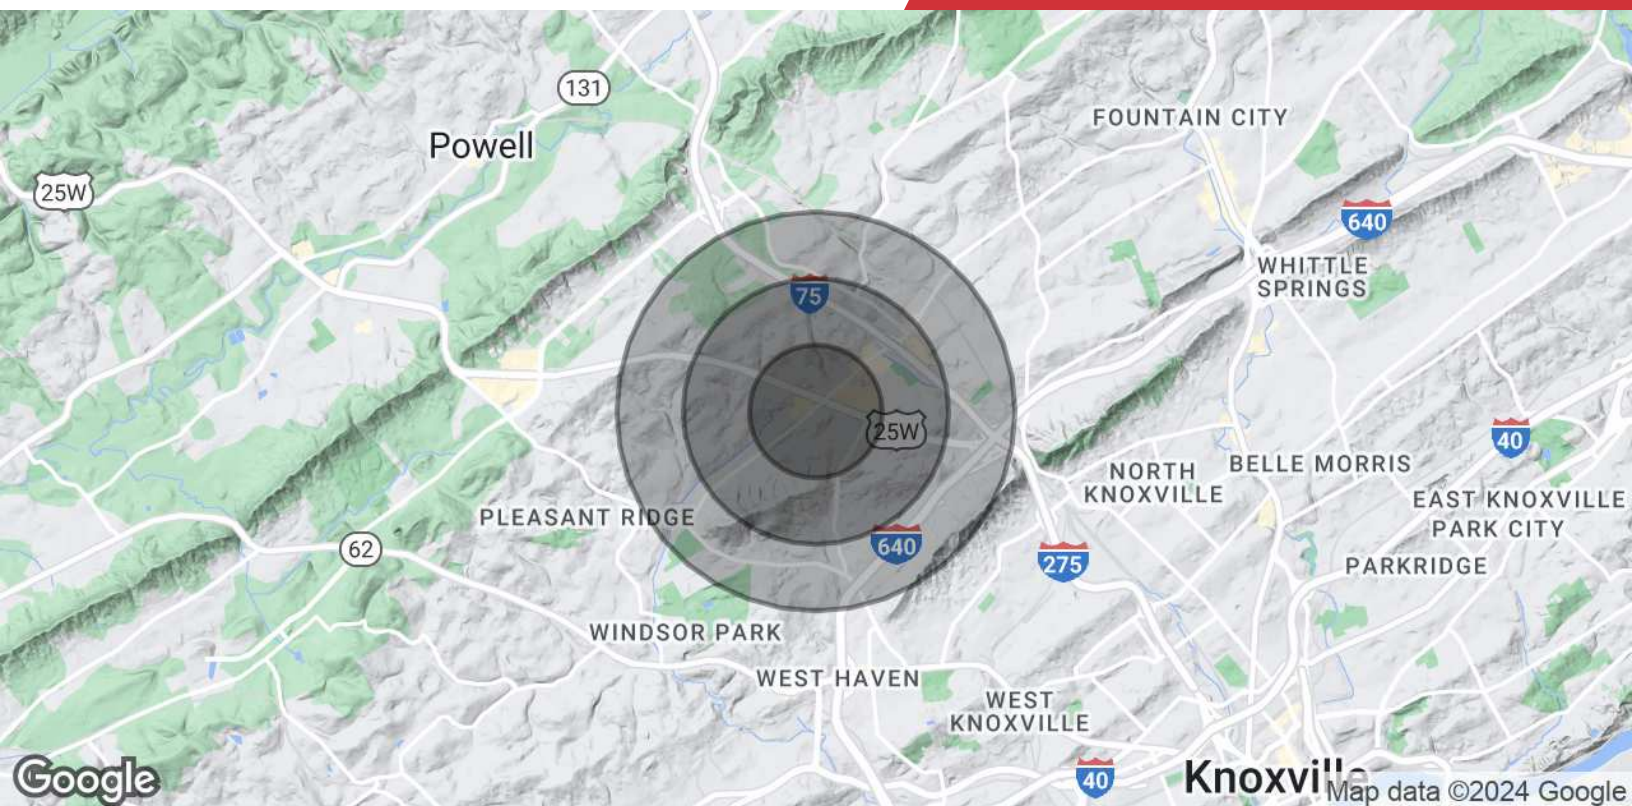 131
FOUNTAIN CITY
Powell
25W
640
WHITTLE
SPRINGS
75
25W
40
NORTH
KNOXVILLE
BELLE MORRIS
EAST KNOXVILLE
PARK CITY
PLEASANT RIDGE
62
640
275
PARKRIDGE
WINDSOR PARK
WEST HAVEN
WEST
KNOXVILLE
Google
40
Knoxville
Map data ©2024 Google